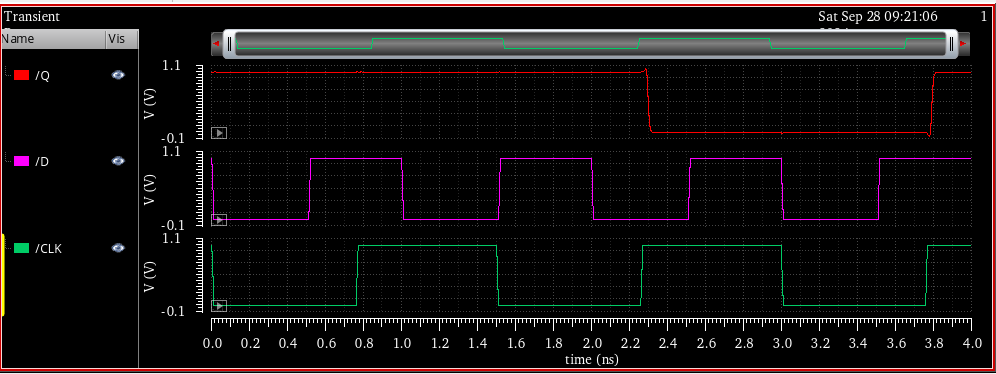 Transient
Sat Sep 28 09:21:06 1
Name Vis
/Q
/D
/CLK
1.1
V (V)
-0.1
1.1
V (V)
-0.1
1.1
V (V)
-0.1
0.0 0.2 0.4 0.6 0.8 1.0 1.2 1.4 1.6 1.8 2.0 2.2 2.4 2.6 2.8 3.0 3.2 3.4 3.6 3.8 4.0
time (ns)